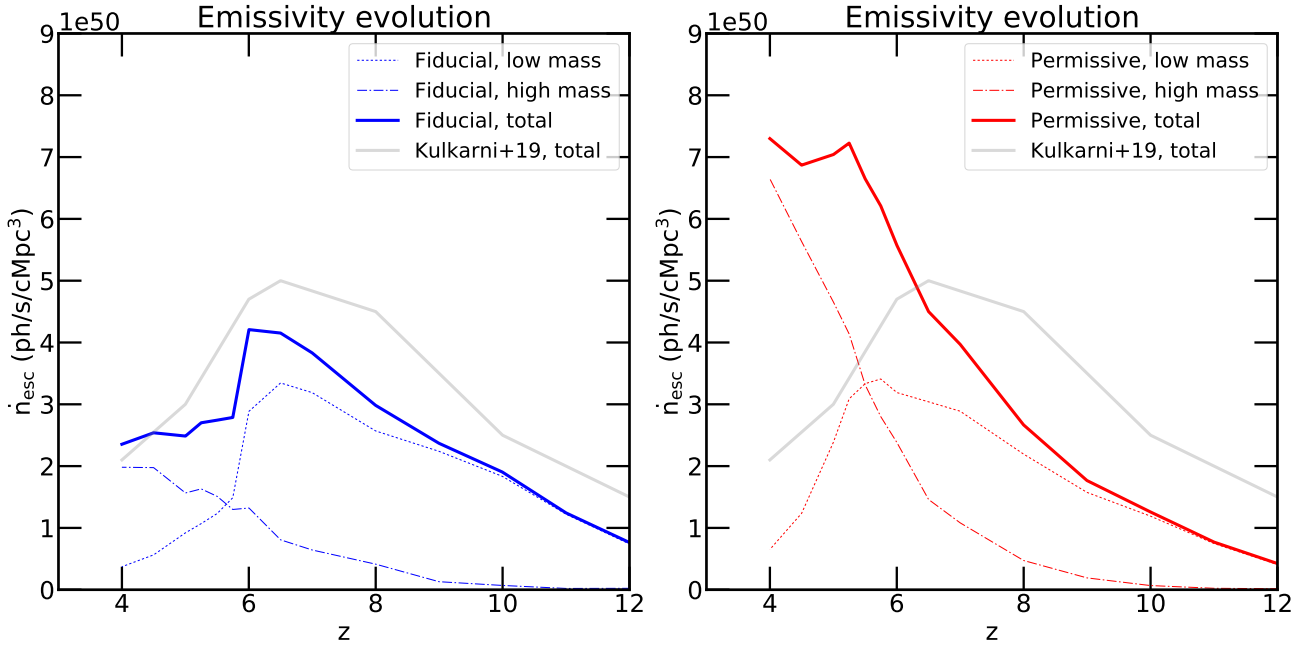 Emissivity evolution
1e50
Fiducial, low mass
Fiducial, high mass
Fiducial, total
Kulkarni+19, total
9
8
7
6
5
4
3
2
1
0
ṅesc (ph/s/cMpc³)
4 6 8 10 12
z
Emissivity evolution
1e50
Permissive, low mass
Permissive, high mass
Permissive, total
Kulkarni+19, total
9
8
7
6
5
4
3
2
1
0
ṅesc (ph/s/cMpc³)
4 6 8 10 12
z